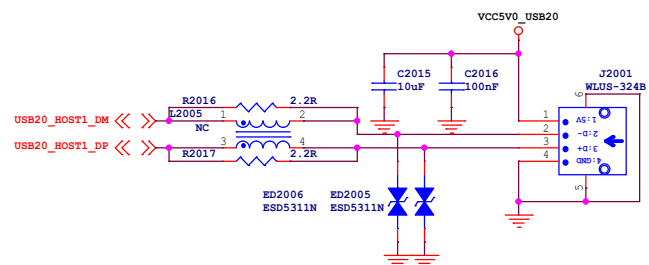 VCC5V0_USB20
C2015
10uF
C2016
100nF
J2001
WLUS-324B
R2016
2.2R
L2005
NC
1
2
USB20_HOST1_DM
USB20_HOST1_DP
3
4
R2017
2.2R
6
1
2
3
4
1:5V
2:D-
3:D+
4:GND
5
ED2006
ESD5311N
ED2005
ESD5311N